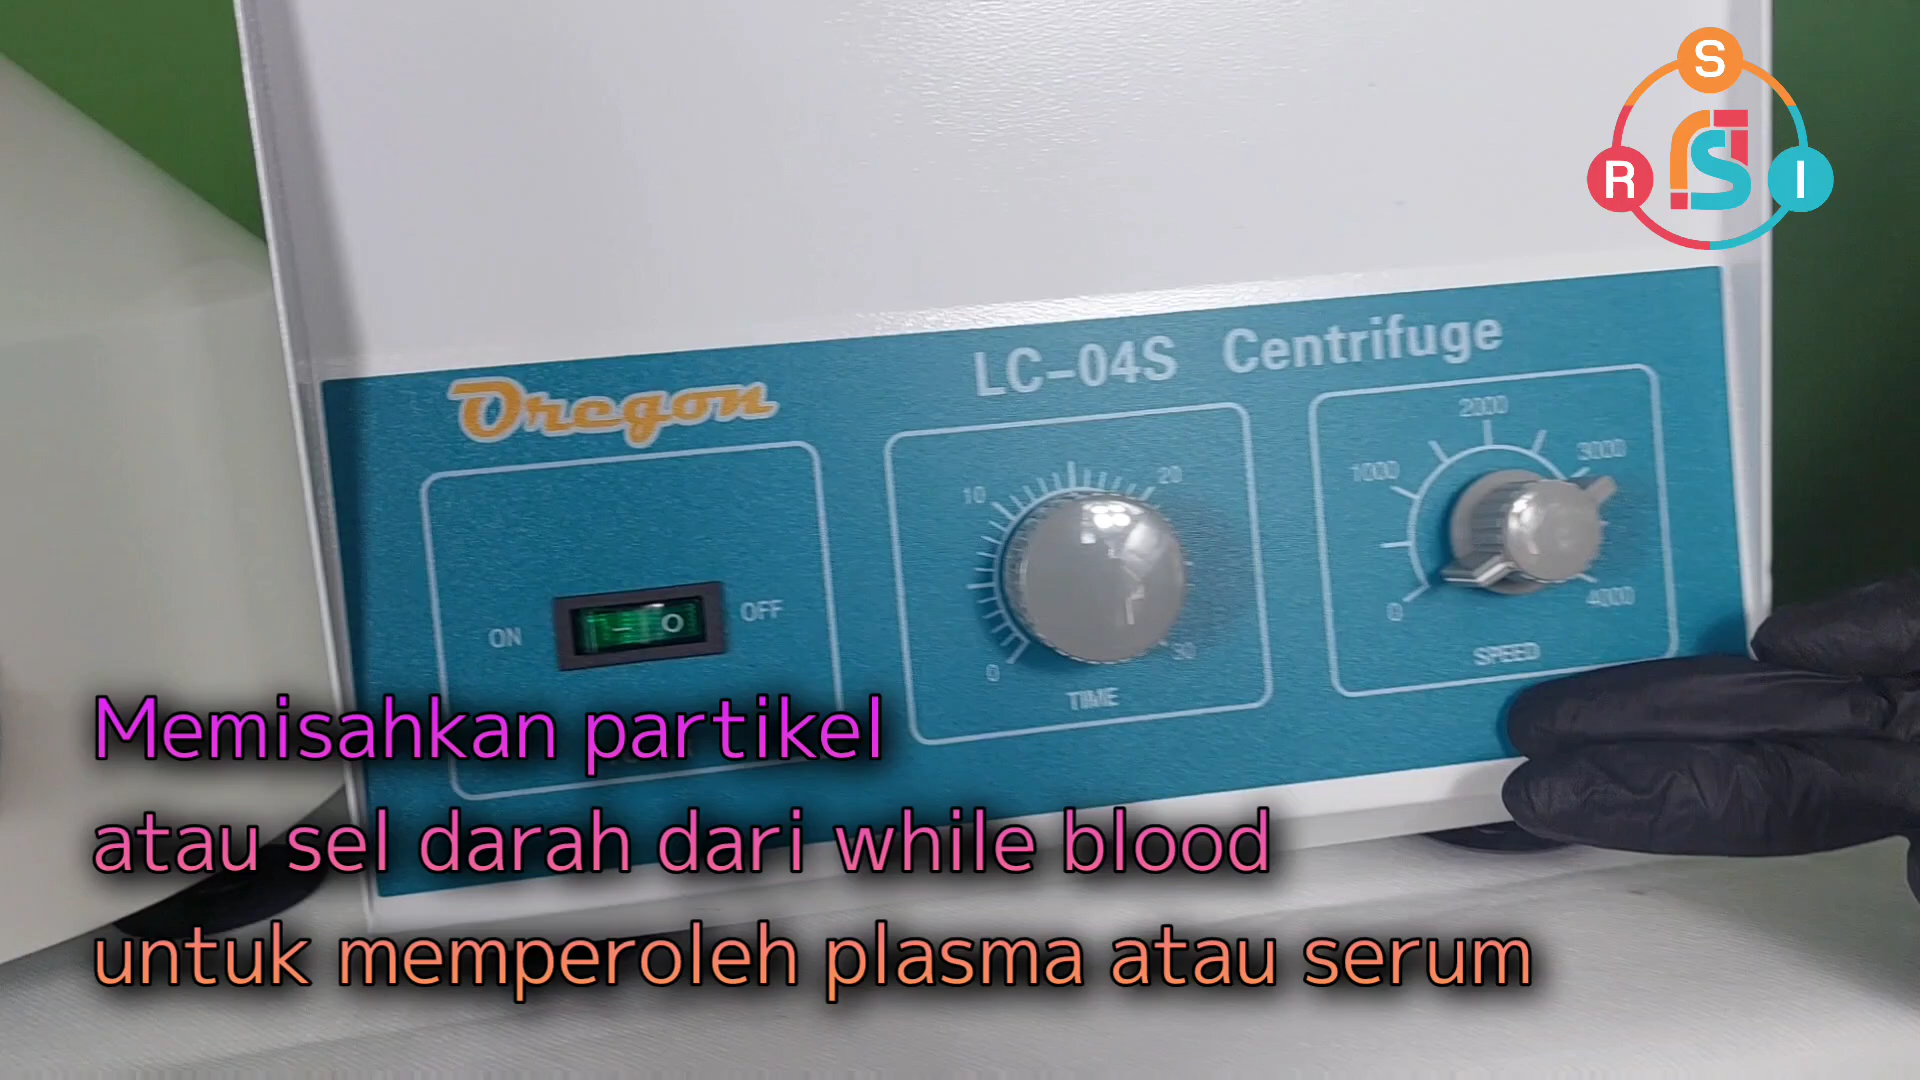 S
R
I
LC-04S Centrifuge
Oregon
2000
10
20
1000
3000
ON
OFF
0
4000
0
30
SPEED
TIME
Memisahkan partikel
atau sel darah dari while blood
untuk memperoleh plasma atau serum